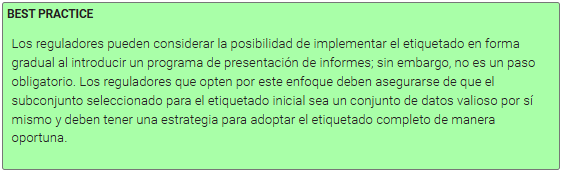 BEST PRACTICE
Los reguladores pueden considerar la posibilidad de implementar el etiquetado en forma
gradual al introducir un programa de presentación de informes; sin embargo, no es un paso
obligatorio. Los reguladores que opten por este enfoque deben asegurarse de que el
subconjunto seleccionado para el etiquetado inicial sea un conjunto de datos valioso por sí
mismo y deben tener una estrategia para adoptar el etiquetado completo de manera
oportuna.